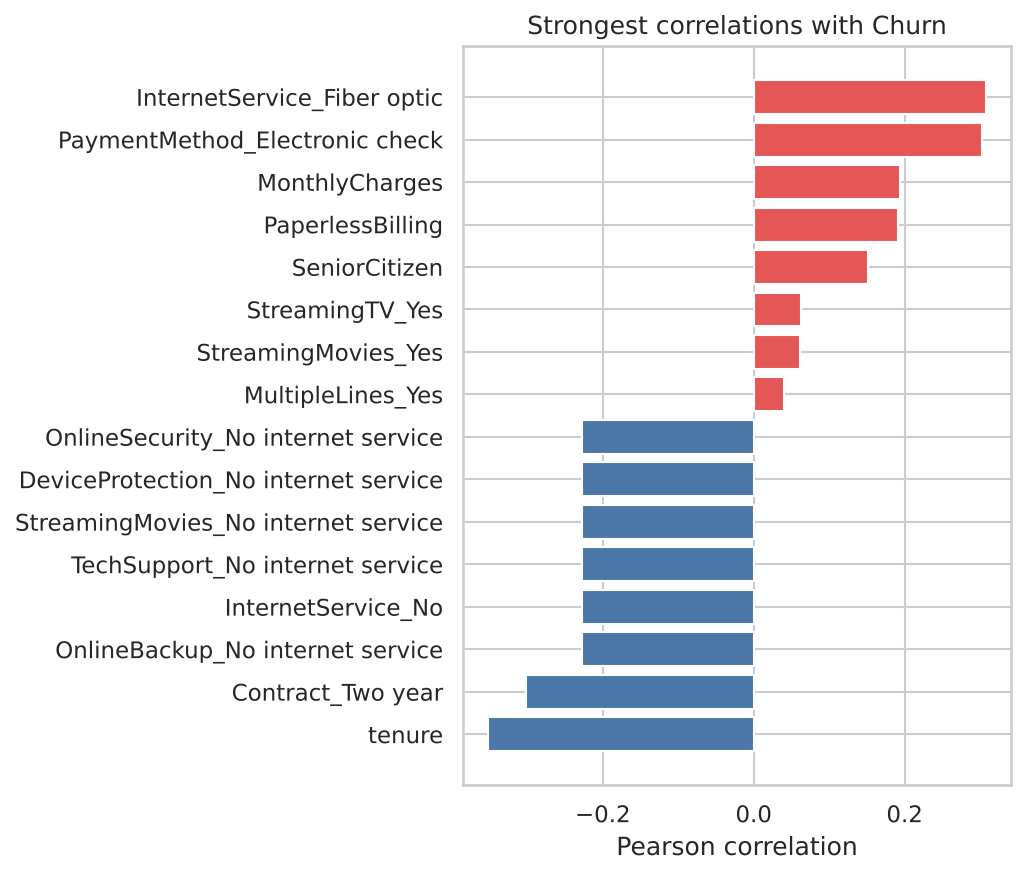 Strongest correlations with Churn
InternetService_Fiber optic
PaymentMethod_Electronic check
MonthlyCharges
PaperlessBilling
SeniorCitizen
StreamingTV_Yes
StreamingMovies_Yes
MultipleLines_Yes
OnlineSecurity_No internet service
DeviceProtection_No internet service
StreamingMovies_No internet service
TechSupport_No internet service
InternetService_No
OnlineBackup_No internet service
Contract_Two year
tenure
−0.2 0.0 0.2
Pearson correlation